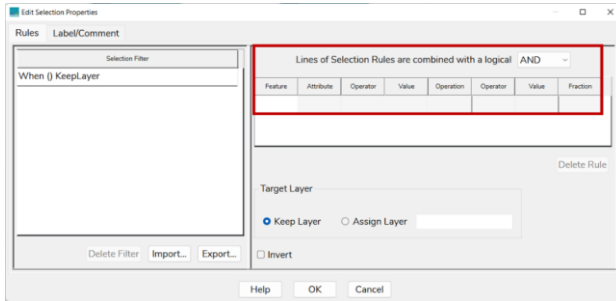 Edit Selection Properties
Rules Label/Comment
Selection Filter
When () KeepLayer
Lines of Selection Rules are combined with a logical AND
Feature Attribute Operator Value Operation Operator Value Fraction
Delete Rule
Target Layer
Keep Layer Assign Layer
Delete Filter Import... Export...
Invert
Help OK Cancel